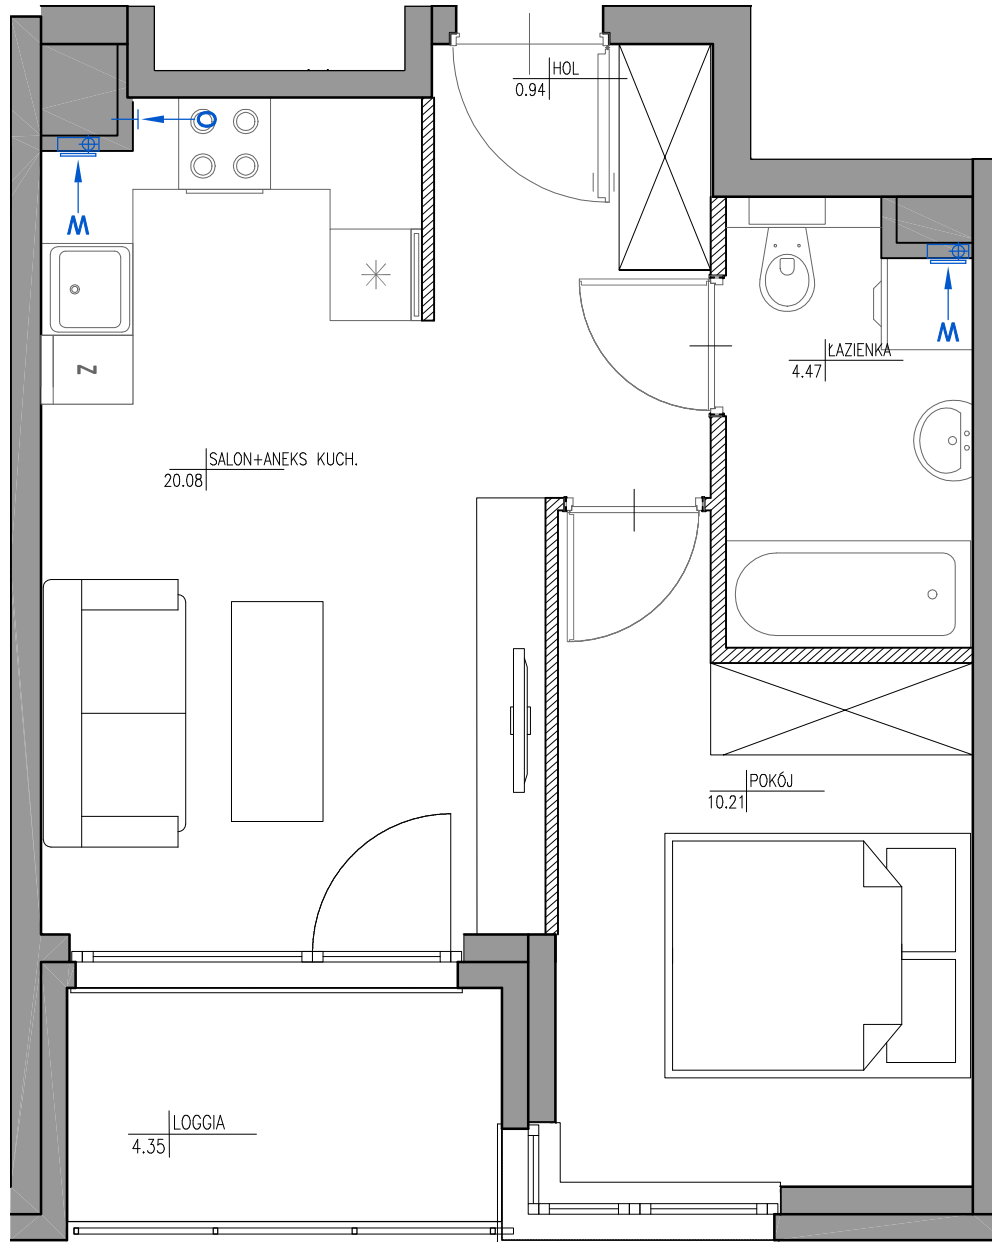 HOL
0.94
O
W
W
ŁAZIENKA
4.47
Z
SALON+ANEKS KUCH.
20.08
POKÓJ
10.21
LOGGIA
4.35